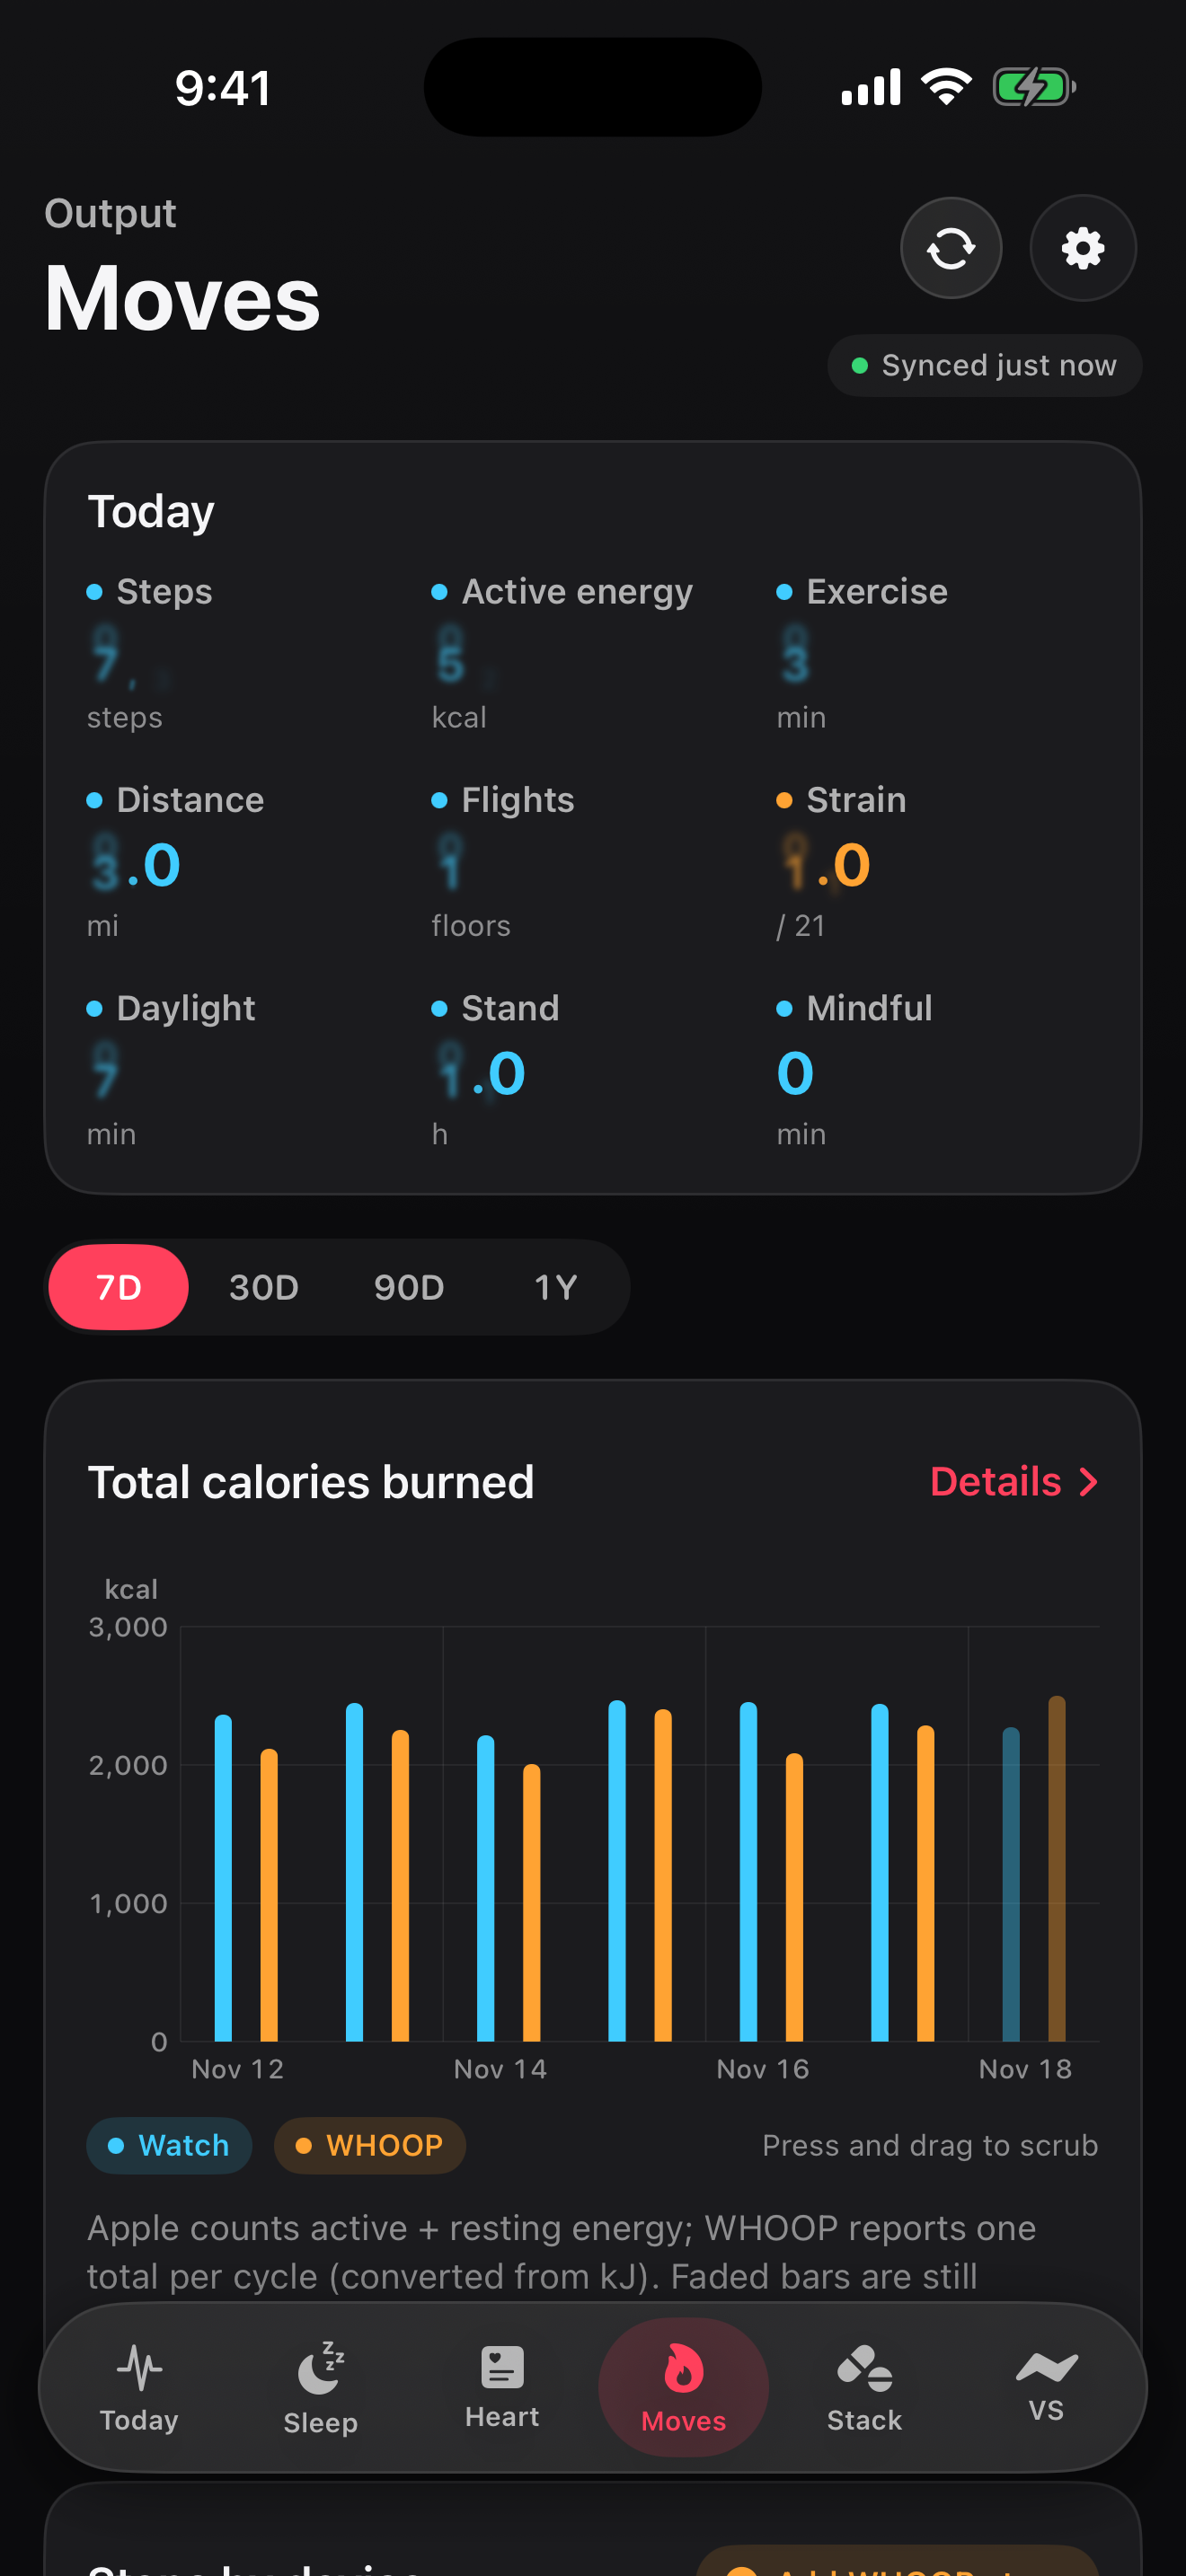 9:41
Output
Moves
Synced just now
Today
Steps
Active energy
Exercise
steps
kcal
min
Distance
Flights
Strain
.0
.0
mi
floors
/ 21
Daylight
Stand
Mindful
.0
0
min
h
min
7D
30D
90D
1Y
Total calories burned
Details
kcal
3,000
2,000
1,000
0
Nov 12
Nov 14
Nov 16
Nov 18
Watch
WHOOP
Press and drag to scrub
Apple counts active + resting energy; WHOOP reports one
total per cycle (converted from kJ). Faded bars are still
Today
Sleep
Heart
Moves
Stack
VS